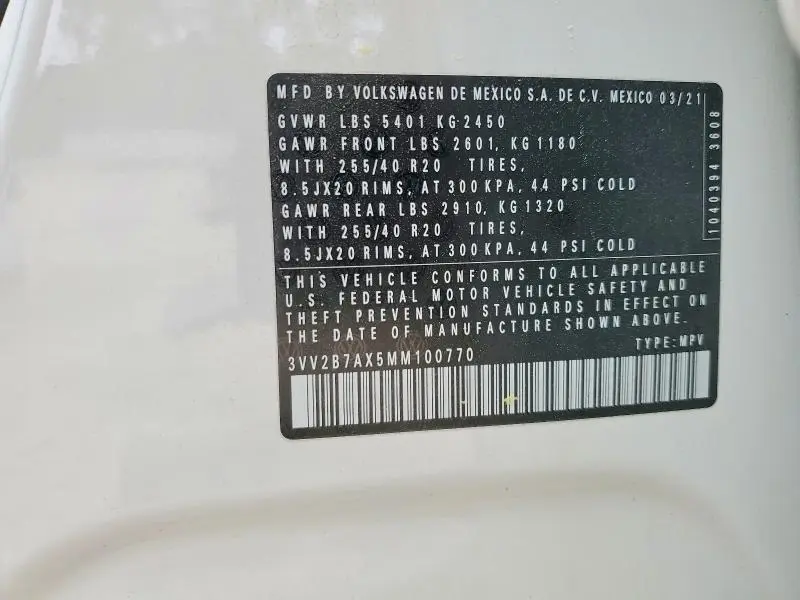 MFD BY VOLKSWAGEN DE MEXICO S.A. DE C.V. MEXICO 03/21
GVWR LBS 5401 KG 2450
GAWR FRONT LBS 2601, KG 1180
WITH 255/40 R20 TIRES,
8.5JX20 RIMS, AT 300 KPA, 44 PSI COLD
GAWR REAR LBS 2910, KG 1320
WITH 255/40 R20 TIRES,
8.5JX20 RIMS, AT 300 KPA, 44 PSI COLD
1040394 3608
THIS VEHICLE CONFORMS TO ALL APPLICABLE
U.S. FEDERAL MOTOR VEHICLE SAFETY AND
THEFT PREVENTION STANDARDS IN EFFECT ON
THE DATE OF MANUFACTURE SHOWN ABOVE.
TYPE: MPV
3VV2B7AX5MM100770